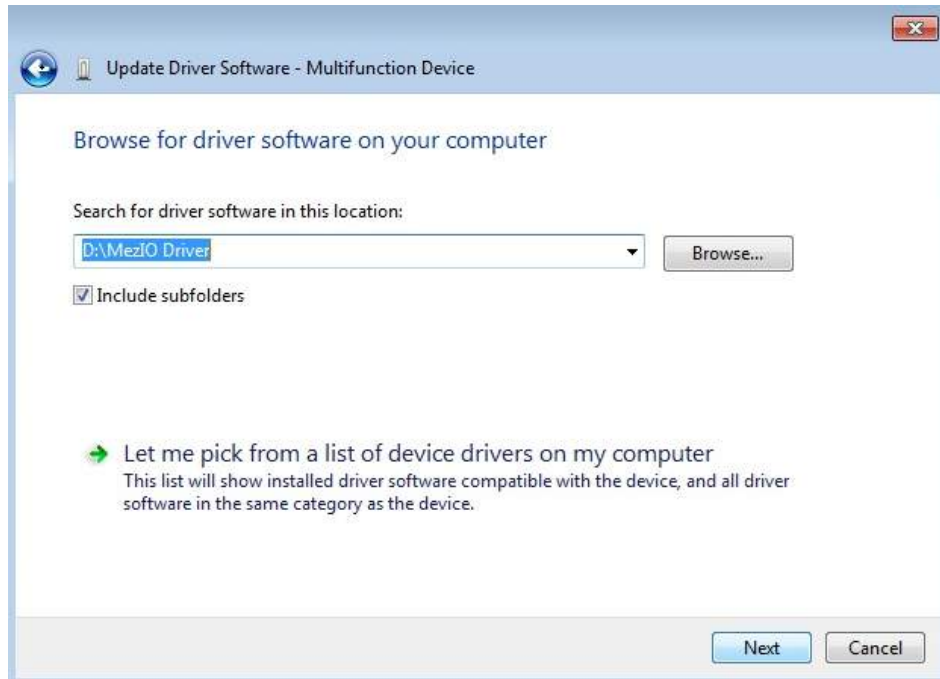 Update Driver Software - Multifunction Device
Browse for driver software on your computer
Search for driver software in this location:
D:\MezIO Driver
Browse...
Include subfolders
Let me pick from a list of device drivers on my computer
This list will show installed driver software compatible with the device, and all driver
software in the same category as the device.
Next
Cancel